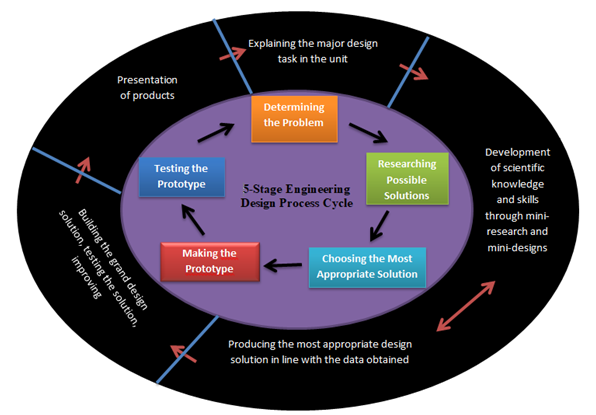 Explaining the major design
task in the unit
Presentation
of products
Determining
the Problem
Testing the
Prototype
Researching
Possible
Solutions
5-Stage Engineering
Design Process Cycle
Development
of scientific
knowledge
and skills
through mini-
research and
mini-designs
Making the
Prototype
Choosing the Most
Appropriate Solution
Building the grand design
solution, testing the solution,
improving
Producing the most appropriate design
solution in line with the data obtained